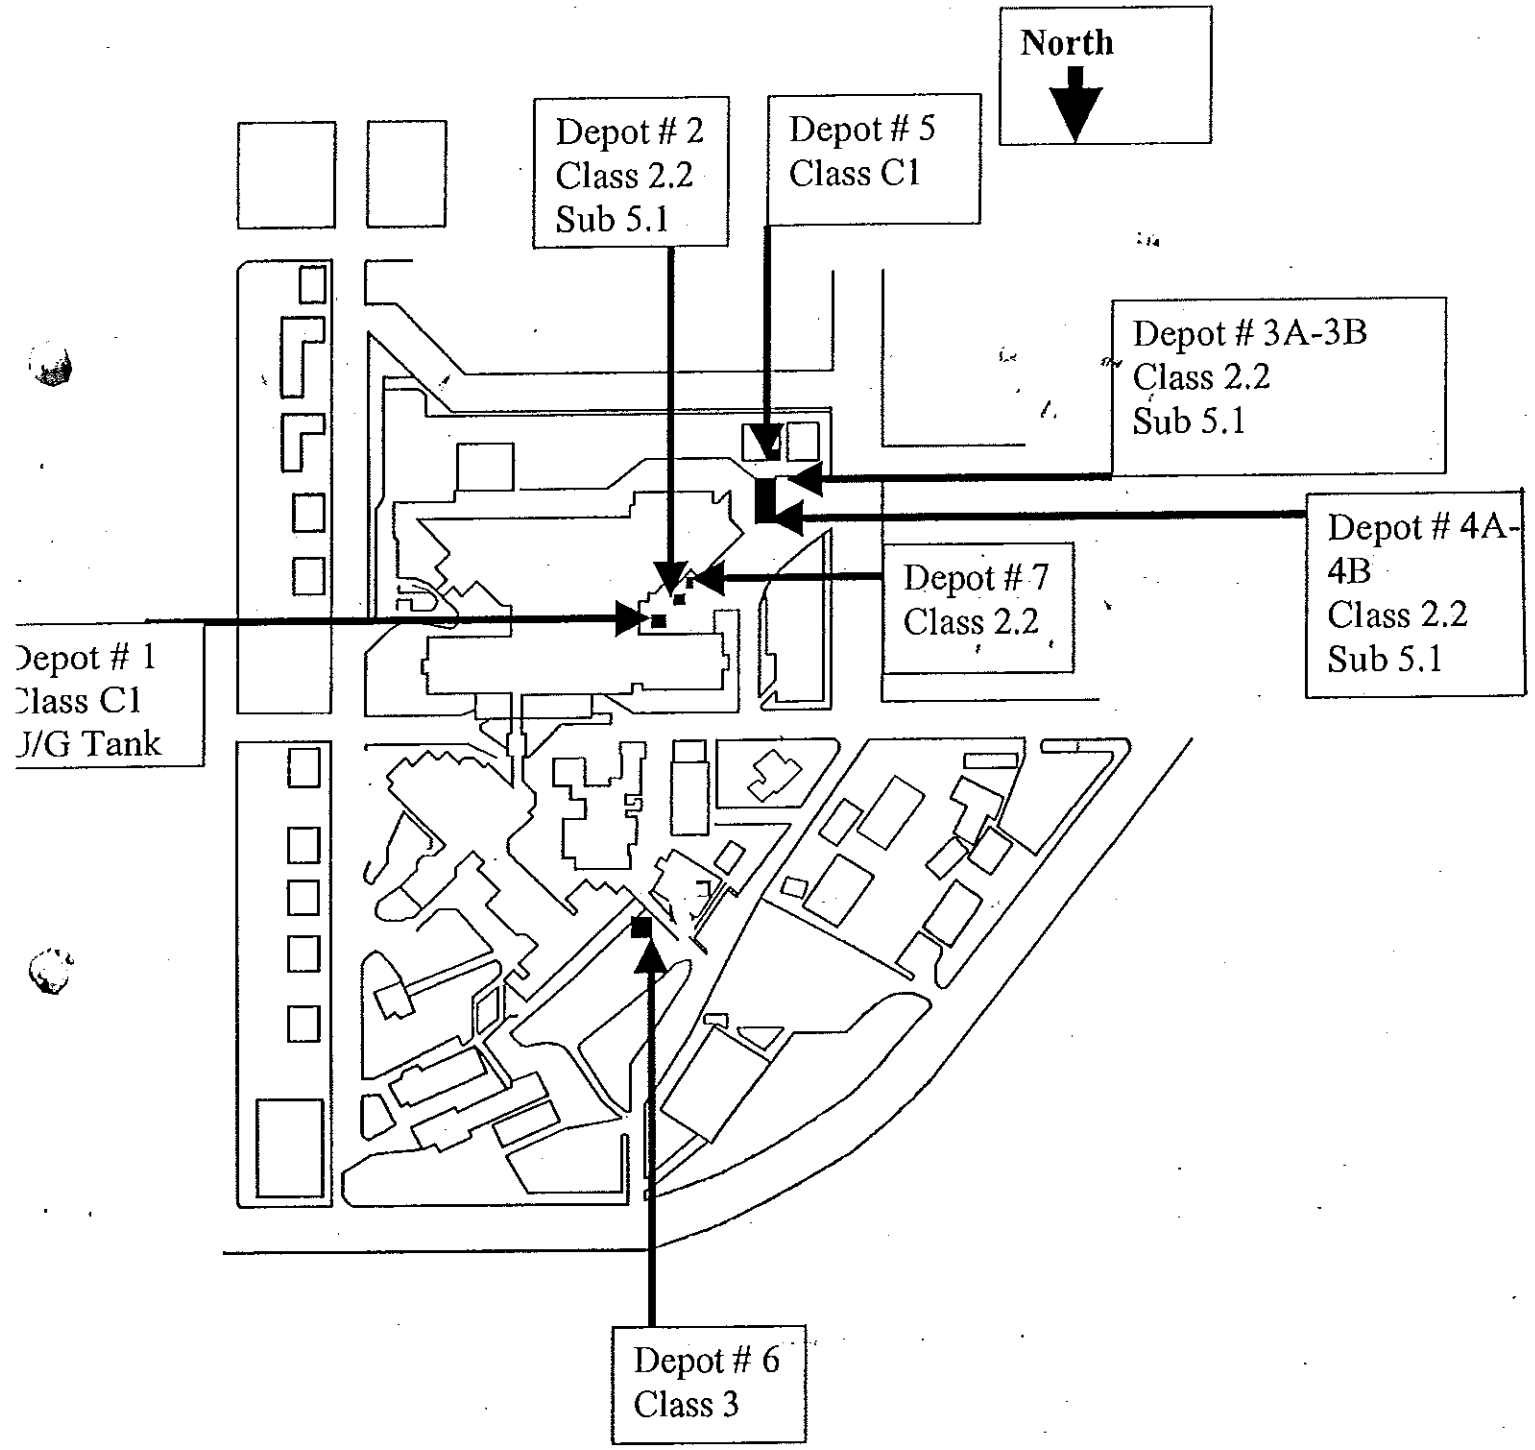 North
Depot # 2
Class 2.2
Sub 5.1
Depot # 5
Class C1
Depot # 3A-3B
Class 2.2
Sub 5.1
Depot # 4A-
4B
Class 2.2
Sub 5.1
Depot # 7
Class 2.2
Depot # 1
Class C1
U/G Tank
Depot # 6
Class 3